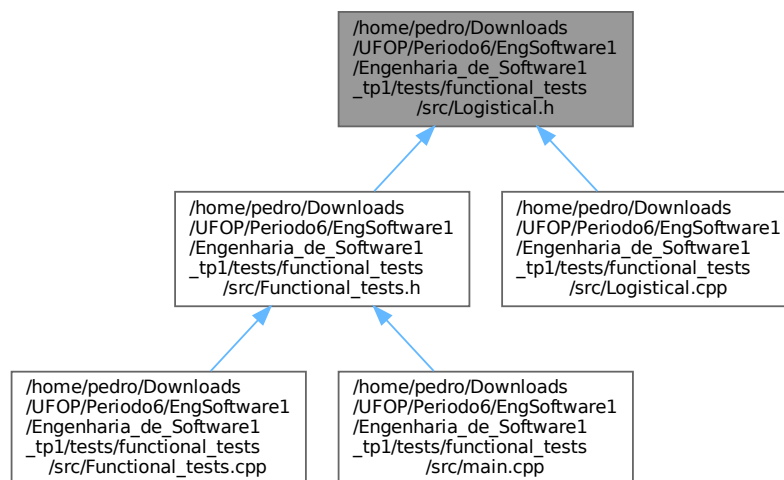 /home/pedro/Downloads
/UFOP/Periodo6/EngSoftware1
/Engenharia_de_Software1
_tp1/tests/functional_tests
/src/Logistical.h
/home/pedro/Downloads
/UFOP/Periodo6/EngSoftware1
/Engenharia_de_Software1
_tp1/tests/functional_tests
/src/Functional_tests.h
/home/pedro/Downloads
/UFOP/Periodo6/EngSoftware1
/Engenharia_de_Software1
_tp1/tests/functional_tests
/src/Logistical.cpp
/home/pedro/Downloads
/UFOP/Periodo6/EngSoftware1
/Engenharia_de_Software1
_tp1/tests/functional_tests
/src/Functional_tests.cpp
/home/pedro/Downloads
/UFOP/Periodo6/EngSoftware1
/Engenharia_de_Software1
_tp1/tests/functional_tests
/src/main.cpp